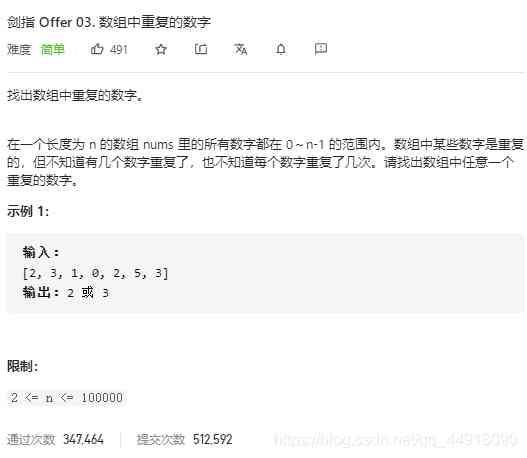 剑指 Offer 03. 数组中重复的数字
难度 简单 491
找出数组中重复的数字。
在一个长度为 n 的数组 nums 里的所有数字都在 0～n-1 的范围内。数组中某些数字是重复
的，但不知道有几个数字重复了，也不知道每个数字重复了几次。请找出数组中任意一个
重复的数字。
示例 1：
输入：
[2, 3, 1, 0, 2, 5, 3]
输出：2 或 3
限制：
2 <= n <= 100000
通过次数 347,464 提交次数 512,592